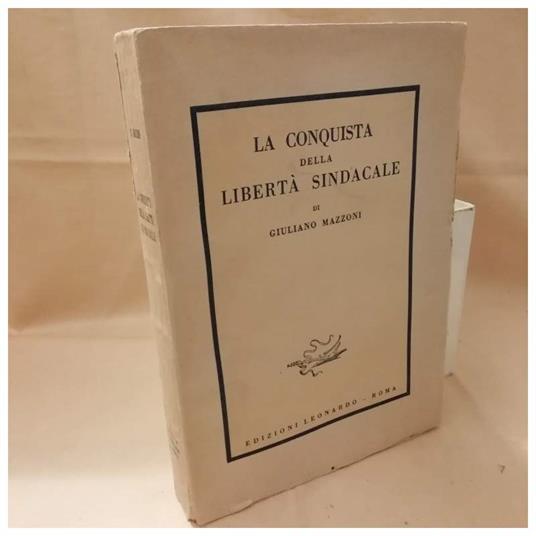 LA CONQUISTA
DELLA
LIBERTÀ SINDACALE
DI
GIULIANO MAZZONI
EDIZIONI LEONARDO - ROMA